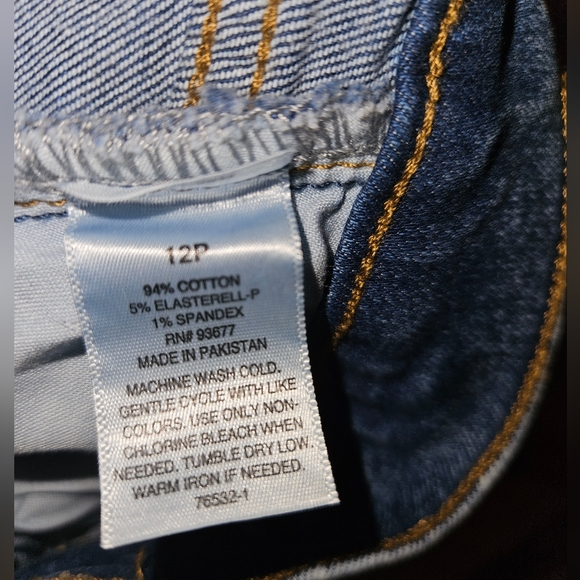 12P
94% COTTON
5% ELASTERELL-P
1% SPANDEX
RN# 93677
MADE IN PAKISTAN
MACHINE WASH COLD.
GENTLE CYCLE WITH LIKE
COLORS. USE ONLY NON-
CHLORINE BLEACH WHEN
NEEDED. TUMBLE DRY LOW.
WARM IRON IF NEEDED.
76532-1